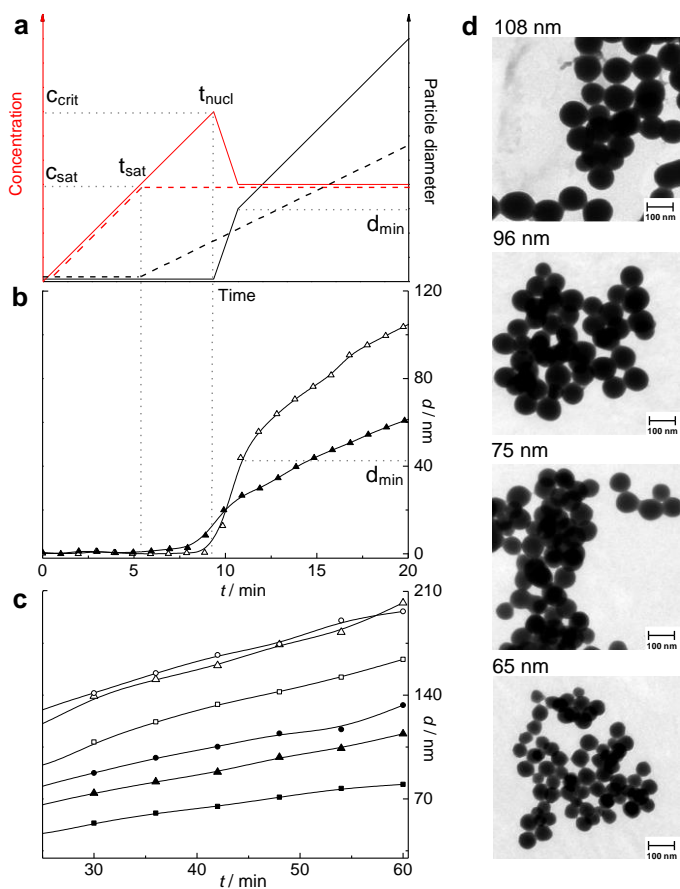 a
Concentration
c_crit
c_sat
t_sat
t_nucl
d_min
Particle diameter
Time
b
120
80
40
0
d / nm
d_min
0 5 10 15 20
t / min
c
210
140
70
d / nm
30 40 50 60
t / min
d
108 nm
100 nm
96 nm
100 nm
75 nm
100 nm
65 nm
100 nm